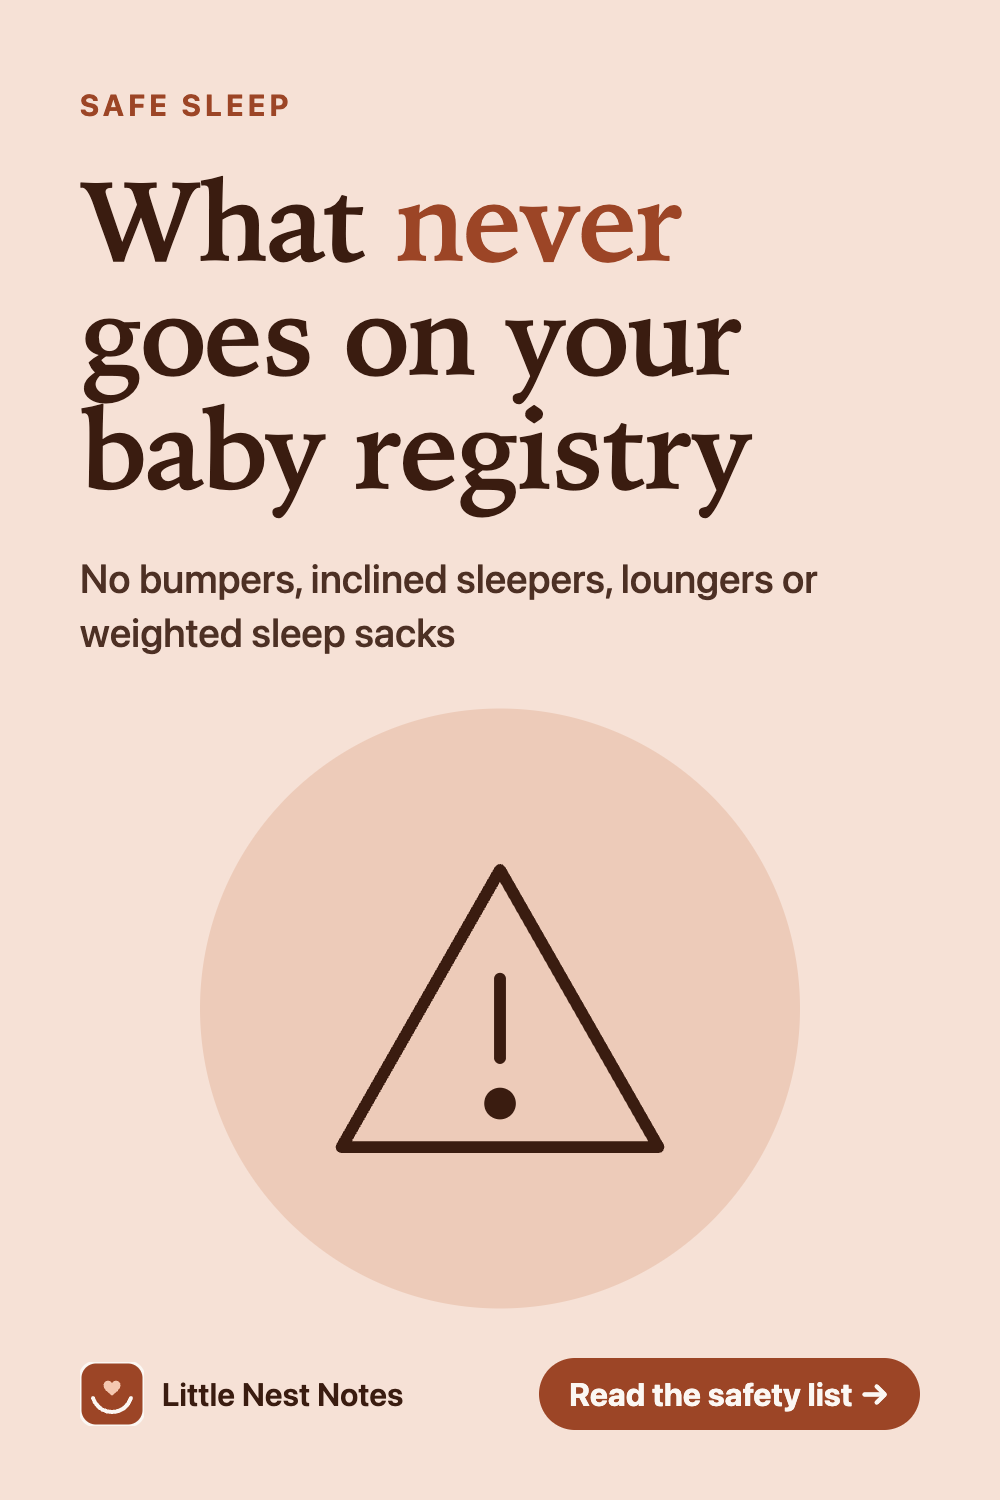 SAFE SLEEP
What never
goes on your
baby registry
No bumpers, inclined sleepers, loungers or
weighted sleep sacks
Little Nest Notes
Read the safety list →